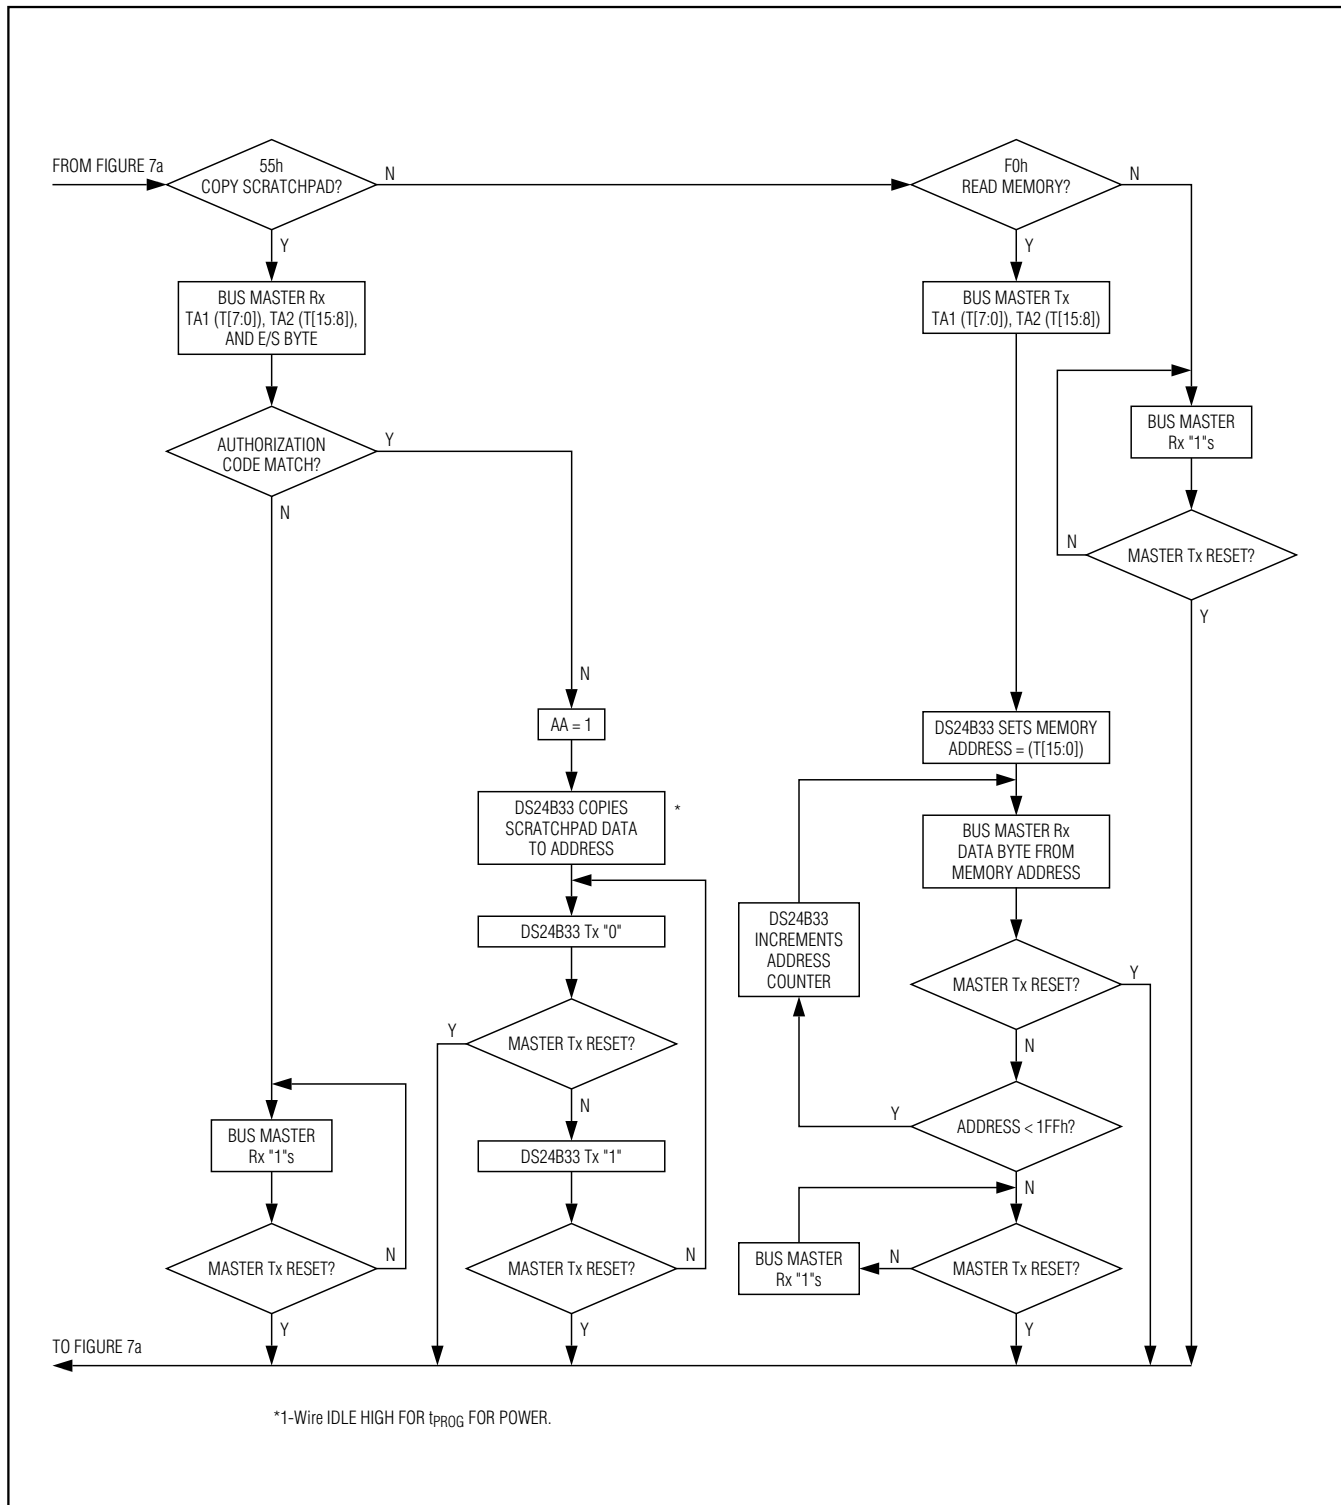 FROM FIGURE 7a
55h
COPY SCRATCHPAD?
N
Y
BUS MASTER Rx
TA1 (T[7:0]), TA2 (T[15:8]),
AND E/S BYTE
AUTHORIZATION
CODE MATCH?
Y
N
N
AA = 1
DS24B33 COPIES
SCRATCHPAD DATA
TO ADDRESS
*
DS24B33 Tx "0"
MASTER Tx RESET?
Y
N
DS24B33 Tx "1"
MASTER Tx RESET?
N
Y
BUS MASTER
Rx "1"s
MASTER Tx RESET?
N
Y
F0h
READ MEMORY?
N
Y
BUS MASTER Tx
TA1 (T[7:0]), TA2 (T[15:8])
BUS MASTER
Rx "1"s
MASTER Tx RESET?
N
Y
DS24B33 SETS MEMORY
ADDRESS = (T[15:0])
BUS MASTER Rx
DATA BYTE FROM
MEMORY ADDRESS
DS24B33
INCREMENTS
ADDRESS
COUNTER
MASTER Tx RESET?
Y
N
ADDRESS < 1FFh?
Y
N
BUS MASTER
Rx "1"s
N
MASTER Tx RESET?
Y
TO FIGURE 7a
*1-Wire IDLE HIGH FOR tPROG FOR POWER.